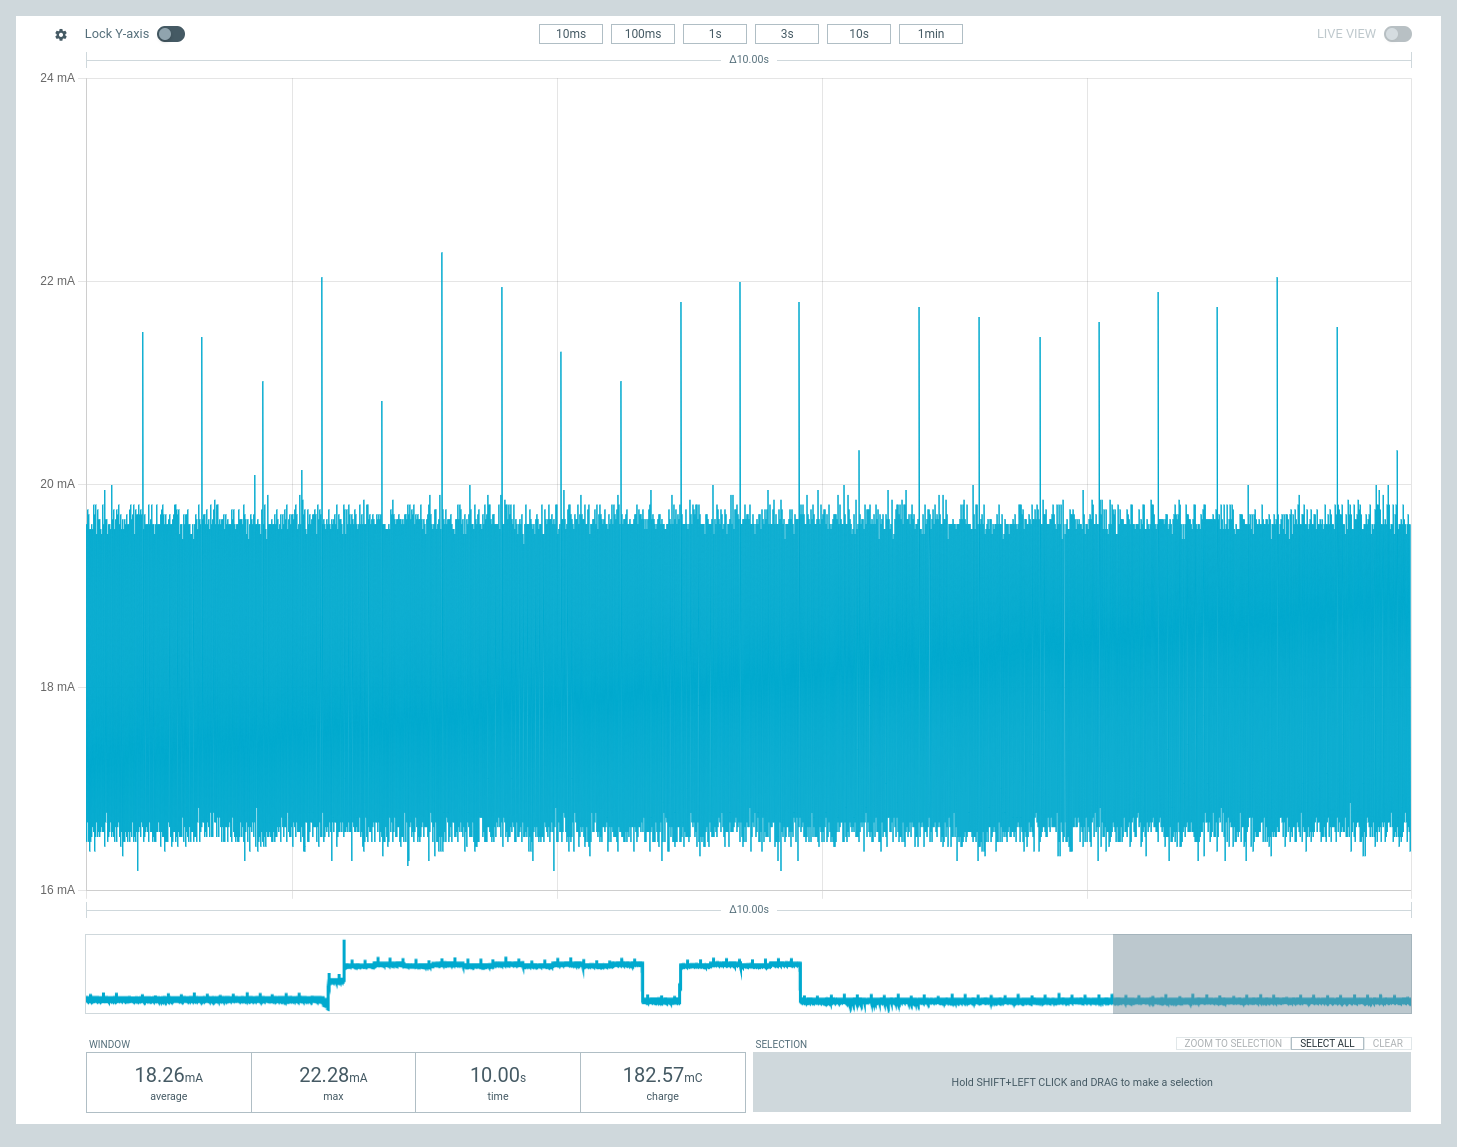 Lock Y-axis
10ms 100ms 1s 3s 10s 1min
LIVE VIEW
Δ10.00s
24 mA
22 mA
20 mA
18 mA
16 mA
Δ10.00s
WINDOW
18.26mA
average
22.28mA
max
10.00s
time
182.57mC
charge
SELECTION
ZOOM TO SELECTION SELECT ALL CLEAR
Hold SHIFT+LEFT CLICK and DRAG to make a selection